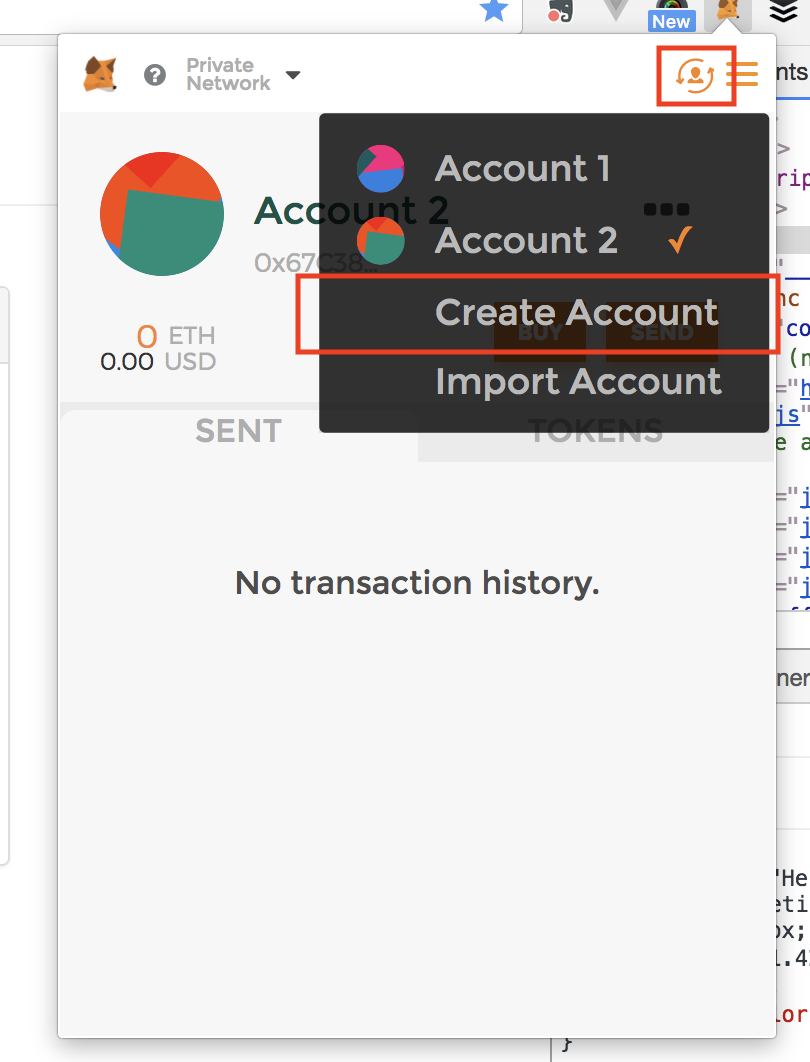 New
?
Private
Network
Account 1
Account 2
Account 2
0x67C38...
Create Account
BUY
SEND
0 ETH
0.00 USD
Import Account
SENT
TOKENS
No transaction history.
nts
>
rip
>
"
nc
'co
="h
js"
e a
="j
="j
="j
="j
ner
'He
eti
ox;
1.4
lor
}